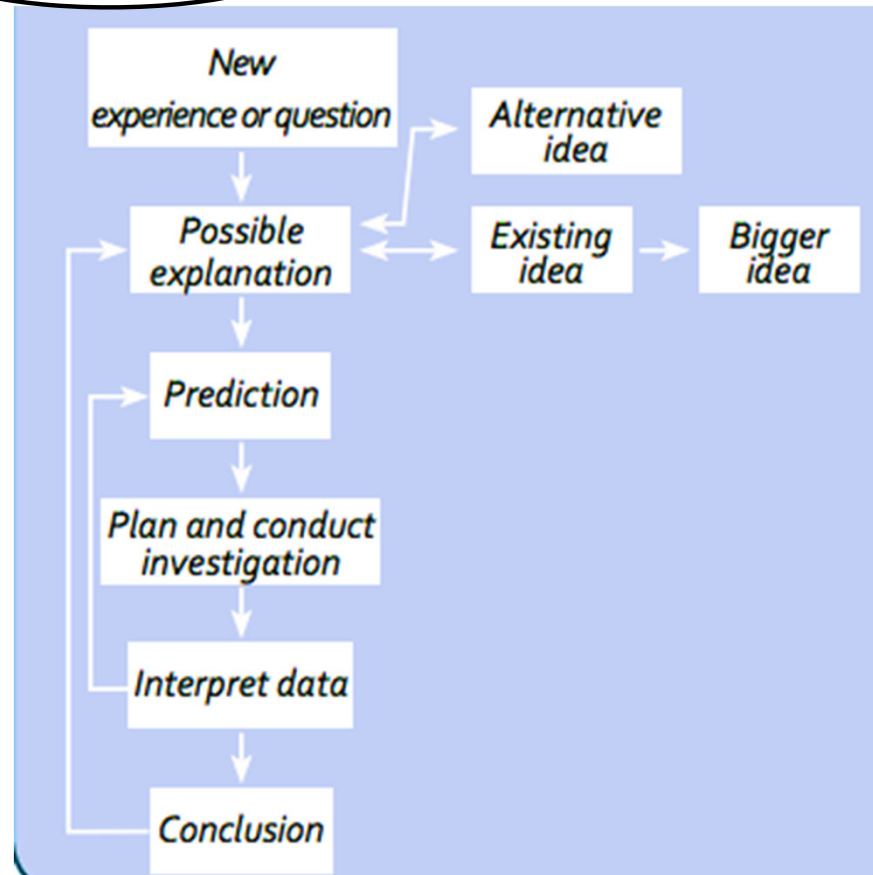 New
experience or question
Alternative
idea
Possible
explanation
Existing
idea
Bigger
idea
Prediction
Plan and conduct
investigation
Interpret data
Conclusion